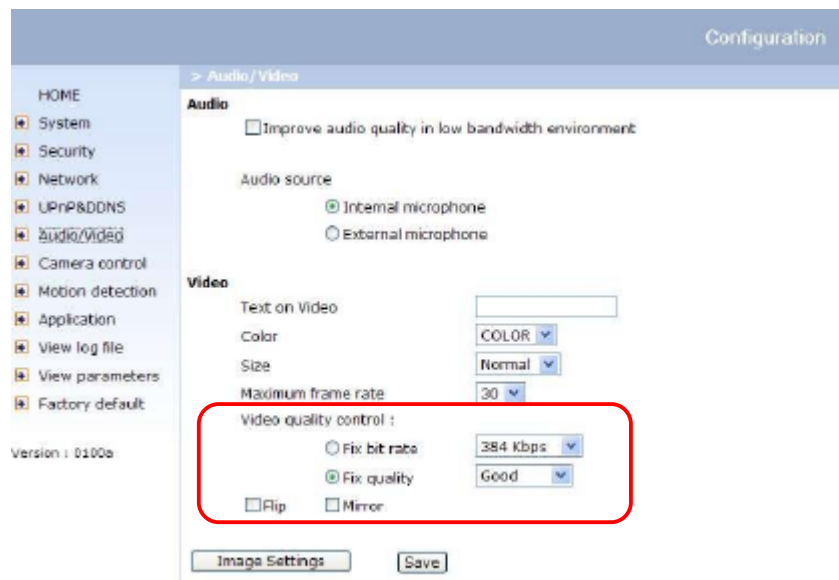 Configuration
> Audio/Video
HOME
System
Security
Network
UPnP&DDNS
Audio/Video
Camera control
Motion detection
Application
View log file
View parameters
Factory default
Version : 0100a
Audio
Improve audio quality in low bandwidth environment
Audio source
Internal microphone
External microphone
Video
Text on Video
Color COLOR
Size Normal
Maximum frame rate 30
Video quality control :
Fix bit rate 384 Kbps
Fix quality Good
Flip Mirror
Image Settings Save